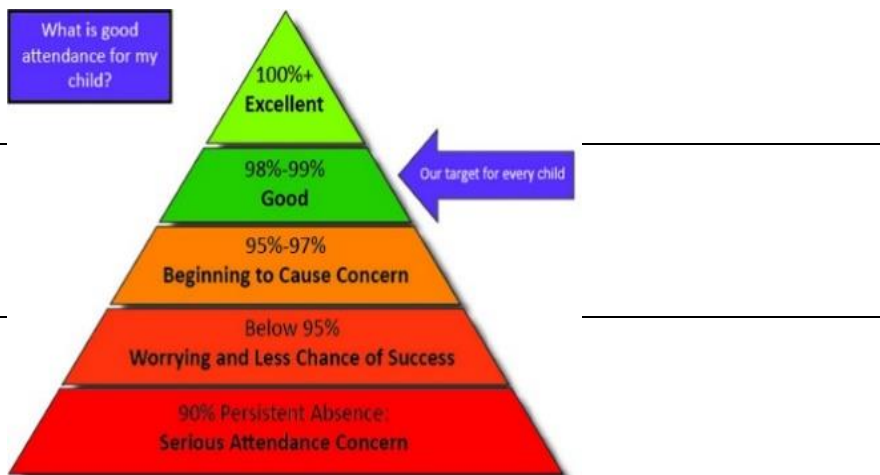 What is good
attendance for my
child?
100%+
Excellent
98%-99%
Good
Our target for every child
95%-97%
Beginning to Cause Concern
Below 95%
Worrying and Less Chance of Success
90% Persistent Absence:
Serious Attendance Concern